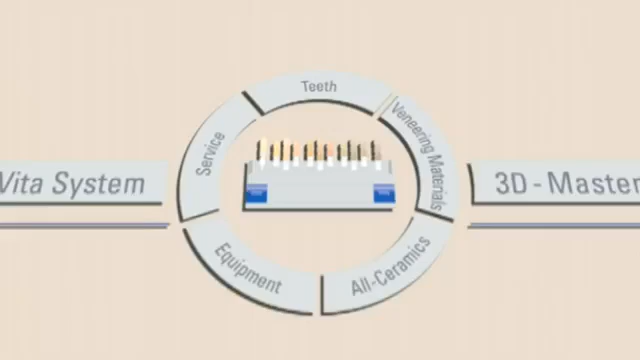 Teeth
Veneering Materials
Service
Vita System
3D-Master
Equipment
All-Ceramics